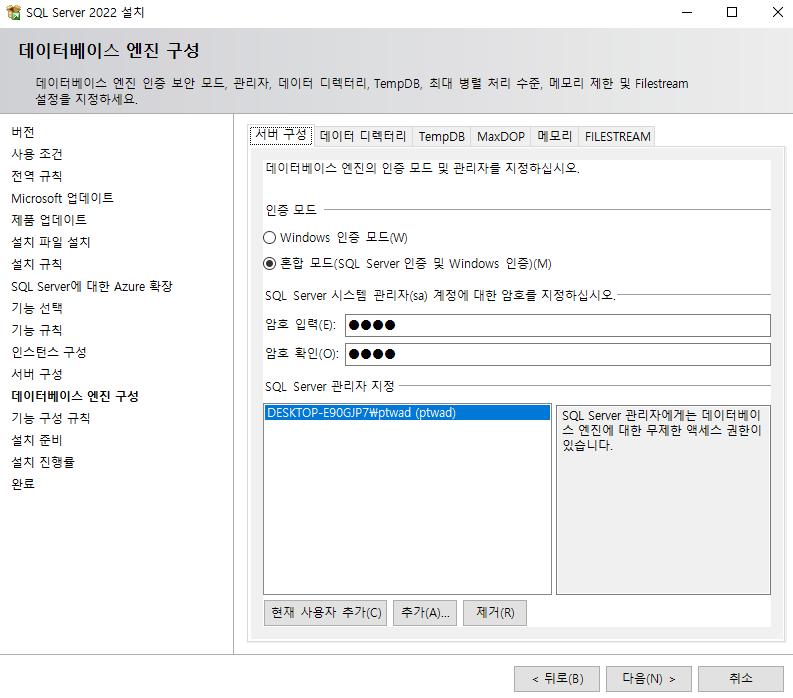 SQL Server 2022 설치
데이터베이스 엔진 구성
데이터베이스 엔진 인증 보안 모드, 관리자, 데이터 디렉터리, TempDB, 최대 병렬 처리 수준, 메모리 제한 및 Filestream
설정을 지정하세요.
버전
사용 조건
전역 규칙
Microsoft 업데이트
제품 업데이트
설치 파일 설치
설치 규칙
SQL Server에 대한 Azure 확장
기능 선택
기능 규칙
인스턴스 구성
서버 구성
데이터베이스 엔진 구성
기능 구성 규칙
설치 준비
설치 진행률
완료
서버 구성 데이터 디렉터리 TempDB MaxDOP 메모리 FILESTREAM
데이터베이스 엔진의 인증 모드 및 관리자를 지정하십시오.
인증 모드
Windows 인증 모드(W)
혼합 모드(SQL Server 인증 및 Windows 인증)(M)
SQL Server 시스템 관리자(sa) 계정에 대한 암호를 지정하십시오.
암호 입력(E): ●●●●
암호 확인(O): ●●●●
SQL Server 관리자 지정
DESKTOP-E90GJP7₩ptwad (ptwad)
SQL Server 관리자에게는 데이터베이
스 엔진에 대한 무제한 액세스 권한이
있습니다.
현재 사용자 추가(C) 추가(A)... 제거(R)
< 뒤로(B) 다음(N) > 취소